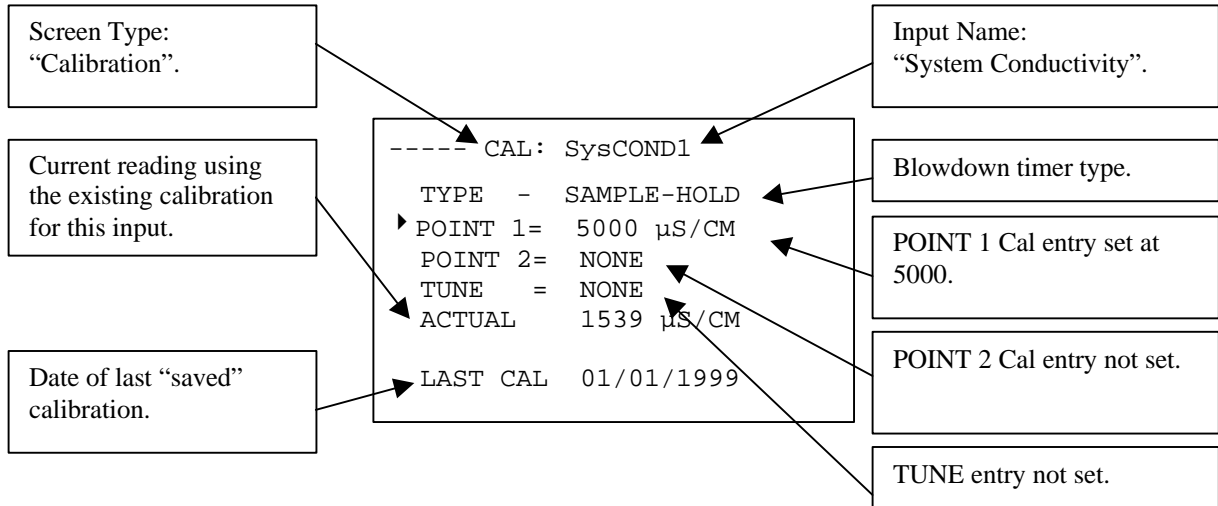 Screen Type:
“Calibration”.
Input Name:
“System Conductivity”.
Current reading using
the existing calibration
for this input.
Date of last “saved”
calibration.
----- CAL: SysCOND1
TYPE - SAMPLE-HOLD
POINT 1= 5000 µS/CM
POINT 2= NONE
TUNE = NONE
ACTUAL 1539 µS/CM
LAST CAL 01/01/1999
Blowdown timer type.
POINT 1 Cal entry set at
5000.
POINT 2 Cal entry not set.
TUNE entry not set.